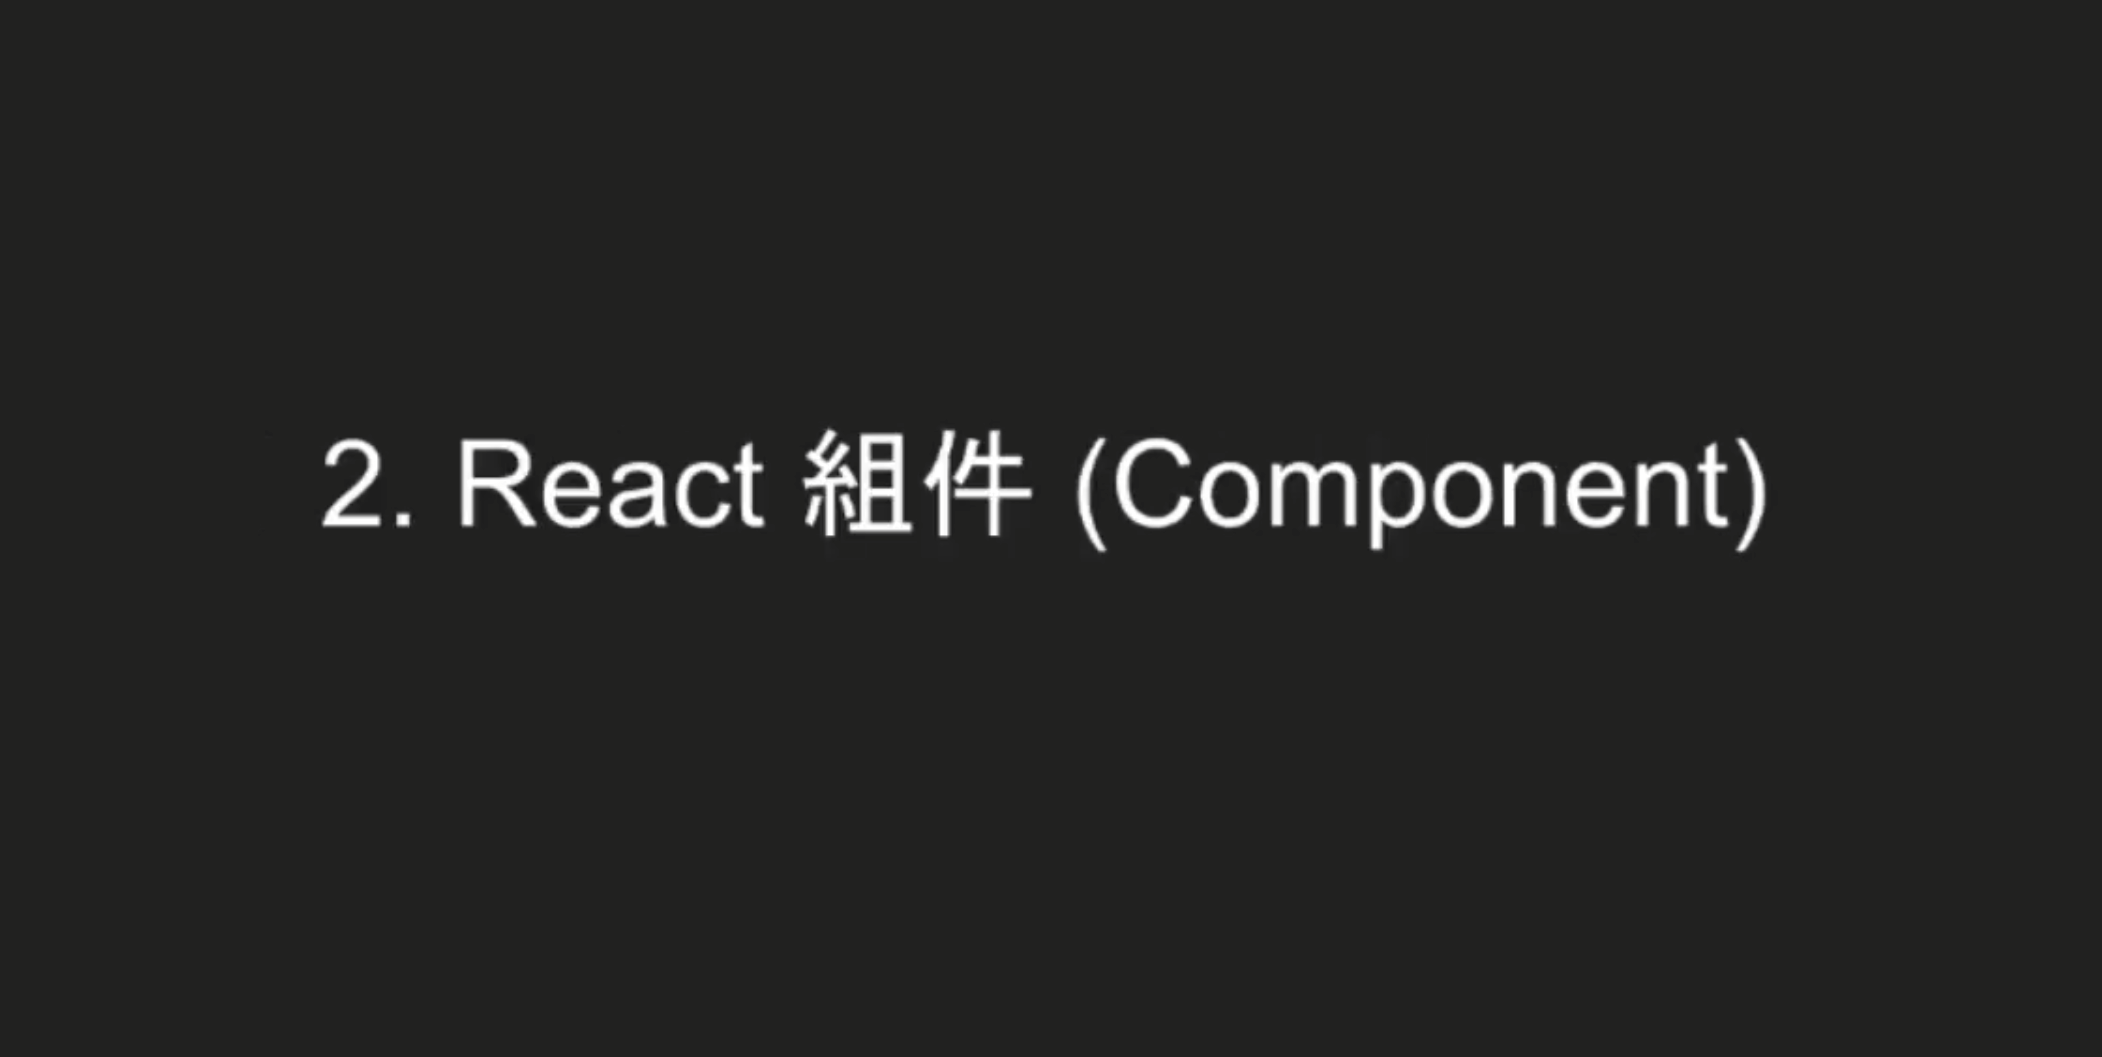 2. React 組件 (Component)